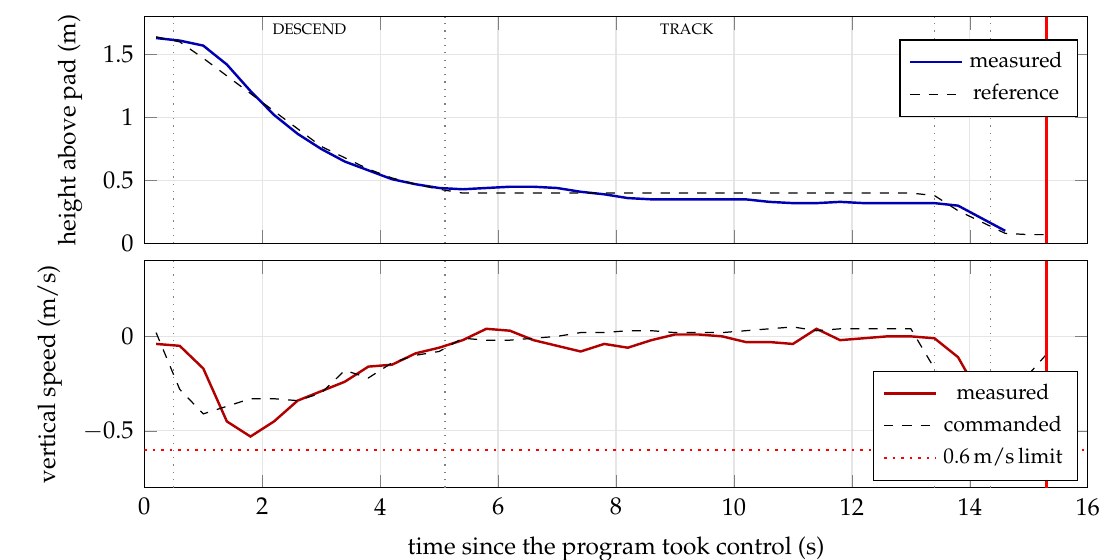 DESCEND
TRACK
height above pad (m)
1.5
1
0.5
0
measured
reference
vertical speed (m/s)
0
−0.5
measured
commanded
0.6 m/s limit
0 2 4 6 8 10 12 14 16
time since the program took control (s)